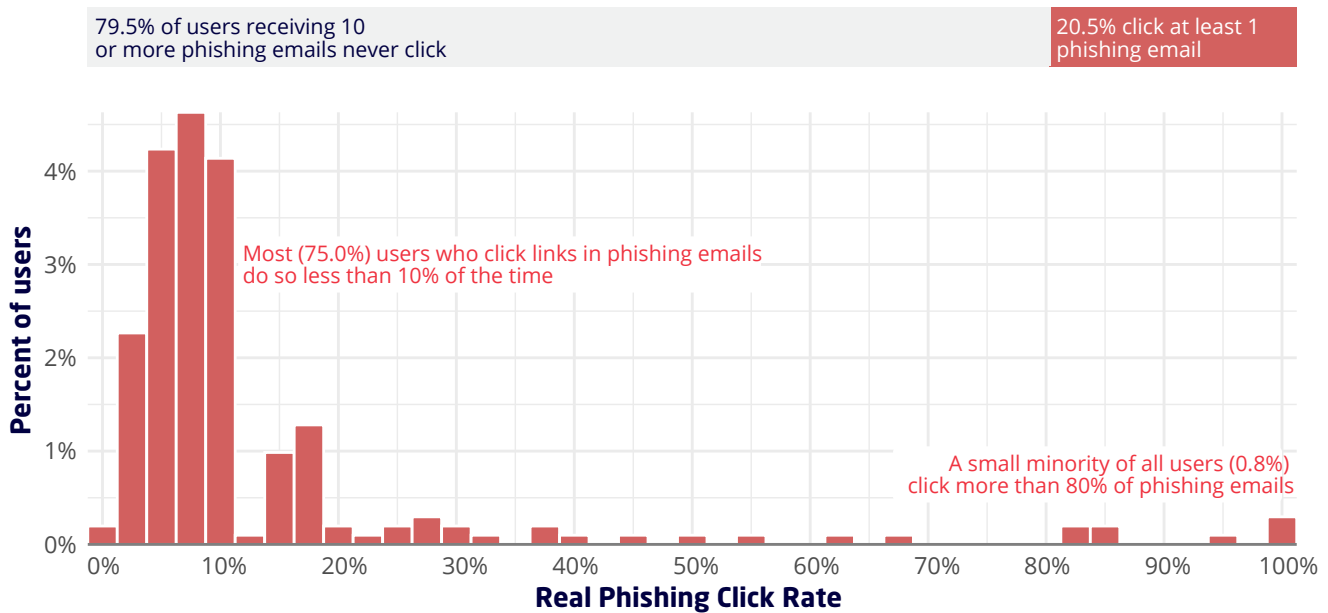 79.5% of users receiving 10
or more phishing emails never click
20.5% click at least 1
phishing email
4%
3%
2%
1%
0%
Percent of users
Most (75.0%) users who click links in phishing emails
do so less than 10% of the time
A small minority of all users (0.8%)
click more than 80% of phishing emails
0% 10% 20% 30% 40% 50% 60% 70% 80% 90% 100%
Real Phishing Click Rate